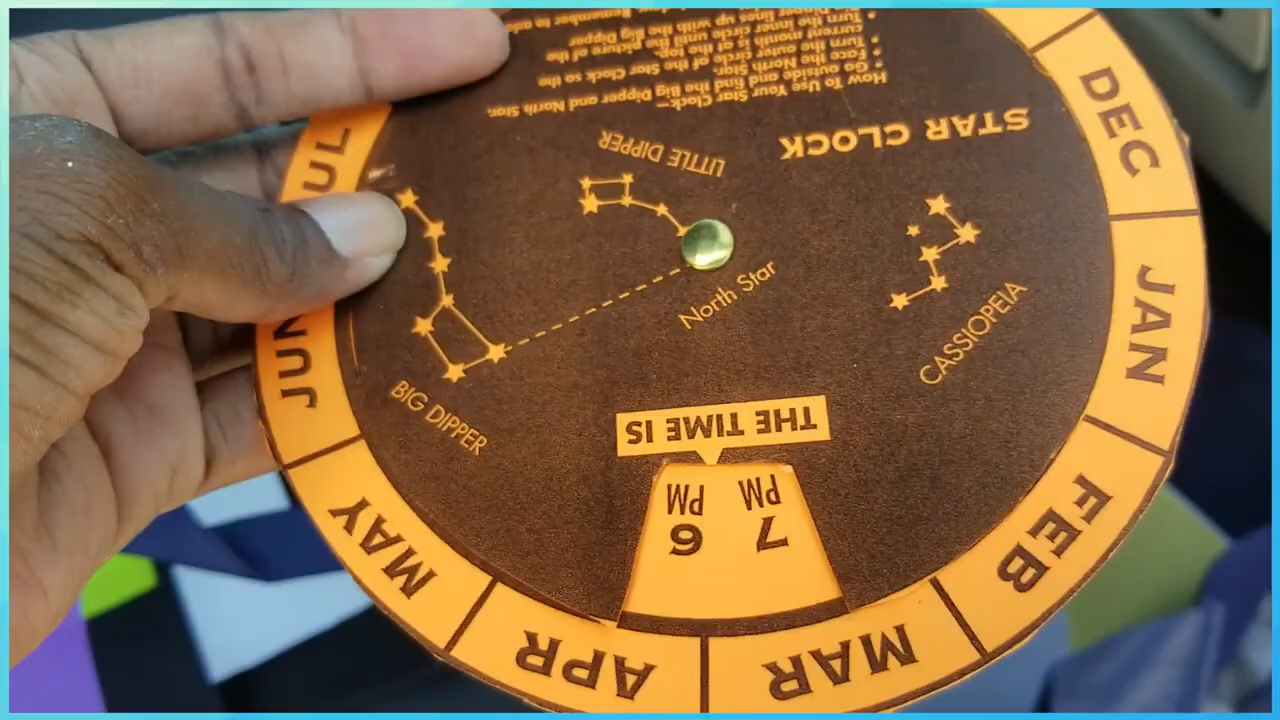 STAR CLOCK
How To Use Your Star Clock—
• Go outside and find the Big Dipper and North Star.
• Face the North Star.
• Turn the outer circle of the Star Clock so the
current month is at the top.
• Turn the inner circle until the picture of the
Big Dipper lines up with the Big Dipper
Remember to
LITTLE DIPPER
North Star
CASSIOPEIA
BIG DIPPER
THE TIME IS
7 PM
6 PM
DEC
JAN
FEB
MAR
APR
MAY
JUN
UL